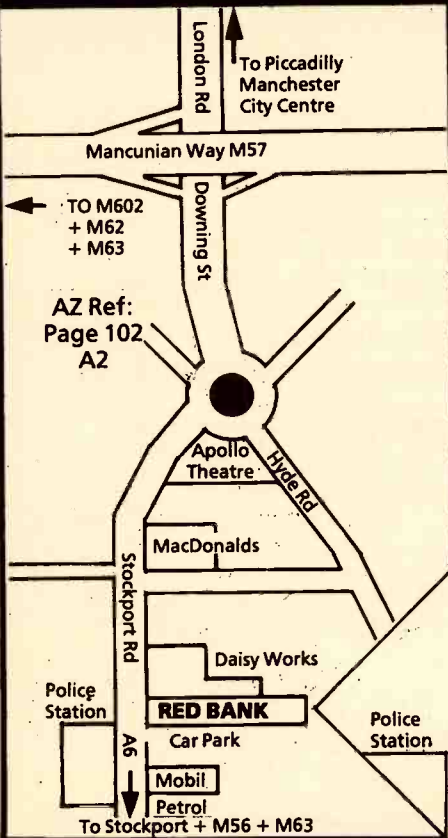 London Rd
To Piccadilly
Manchester
City Centre
Mancunian Way M57
TO M602
+ M62
+ M63
Downing St
AZ Ref:
Page 102
A2
Apollo
Theatre
Hyde Rd
MacDonalds
Stockport Rd
Daisy Works
Police
Station
RED BANK
Car Park
Police
Station
A6
Mobil
Petrol
To Stockport + M56 + M63